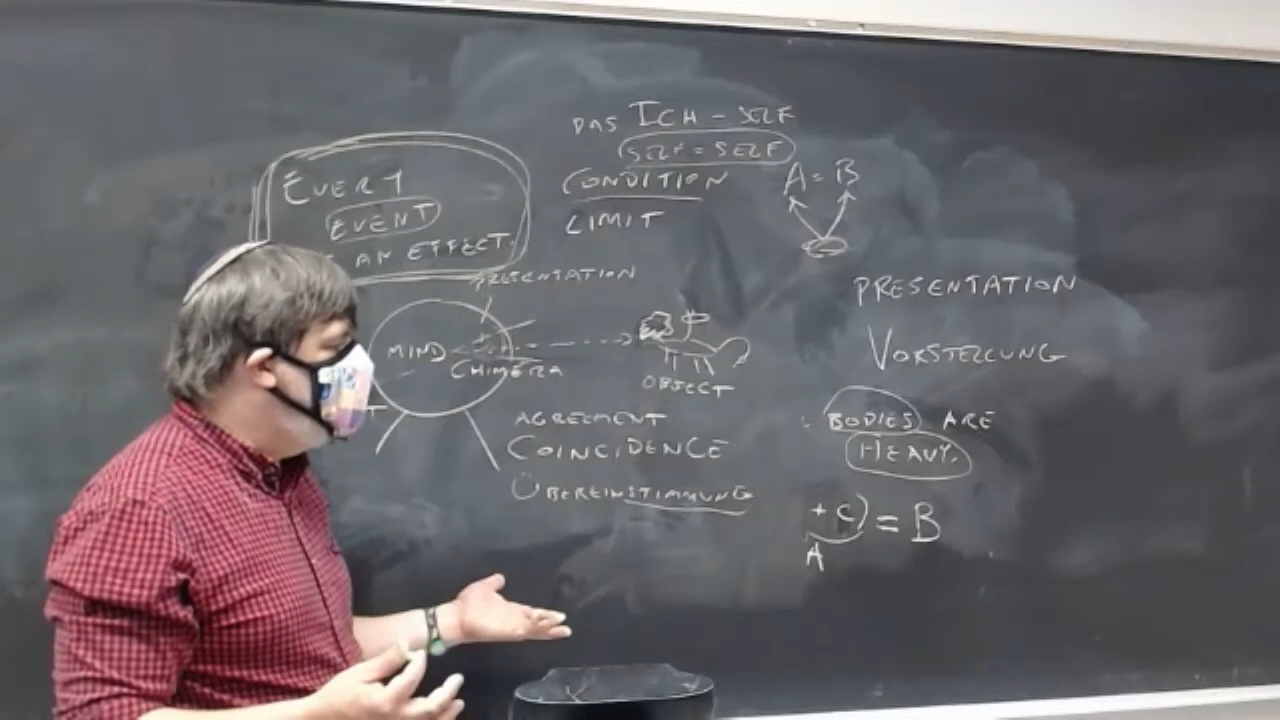 DAS ICH - SELF
SELF = SELF
CONDITION
LIMIT
A = B
EVERY
EVENT
AN EFFECT.
PRESENTATION
MIND
CHIMERA
OBJECT
AGREEMENT
COINCIDENCE
ÜBEREINSTIMMUNG
PRESENTATION
VORSTELLUNG
BODIES ARE
HEAVY.
+ C) = B
A